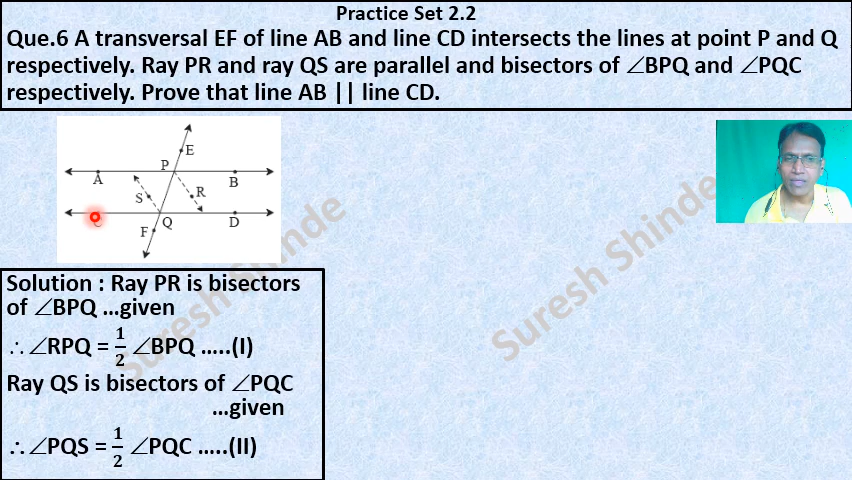 Practice Set 2.2
Que.6 A transversal EF of line AB and line CD intersects the lines at point P and Q
respectively. Ray PR and ray QS are parallel and bisectors of ∠BPQ and ∠PQC
respectively. Prove that line AB || line CD.
E
P
A
B
S
R
Q
D
F
Suresh Shinde
Suresh Shinde
Solution : Ray PR is bisectors
of ∠BPQ ...given
∴ ∠RPQ = 1/2 ∠BPQ .....(I)
Ray QS is bisectors of ∠PQC
...given
∴ ∠PQS = 1/2 ∠PQC .....(II)